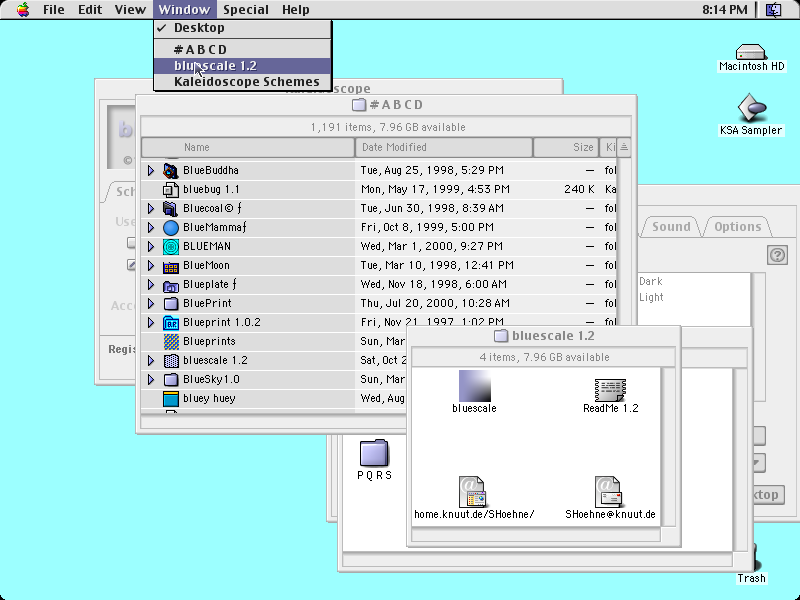 File Edit View Window Special Help 8:14 PM
✓ Desktop
#ABCD
bluescale 1.2
Kaleidoscope Schemes
Macintosh HD
KSA Sampler
#ABCD
1,191 items, 7.96 GB available
Name Date Modified Size Ki
BlueBuddha Tue, Aug 25, 1998, 5:29 PM — fol
bluebug 1.1 Mon, May 17, 1999, 4:53 PM 240 K Ka
Bluecoal© ƒ Tue, Jun 30, 1998, 8:39 AM — fol
BlueMammaƒ Fri, Oct 8, 1999, 5:00 PM — fol
BLUEMAN Wed, Mar 1, 2000, 9:27 PM — fol
BlueMoon Tue, Mar 10, 1998, 12:41 PM — fol
Blueplate ƒ Wed, Nov 18, 1998, 6:00 AM — fol
BluePrint Thu, Jul 20, 2000, 10:28 AM — fol
Blueprint 1.0.2 Fri, Nov 21, 1997, 1:02 PM — fol
Blueprints Sun, Mar
bluescale 1.2 Sat, Oct 2
BlueSky1.0 Sun, Mar
bluey huey Wed, Aug
Sound Options
Dark
Light
Regis
bluescale 1.2
4 items, 7.96 GB available
bluescale ReadMe 1.2
home.knuut.de/SHoehne/ SHoehne@knuut.de
PQRS
ktop
Trash